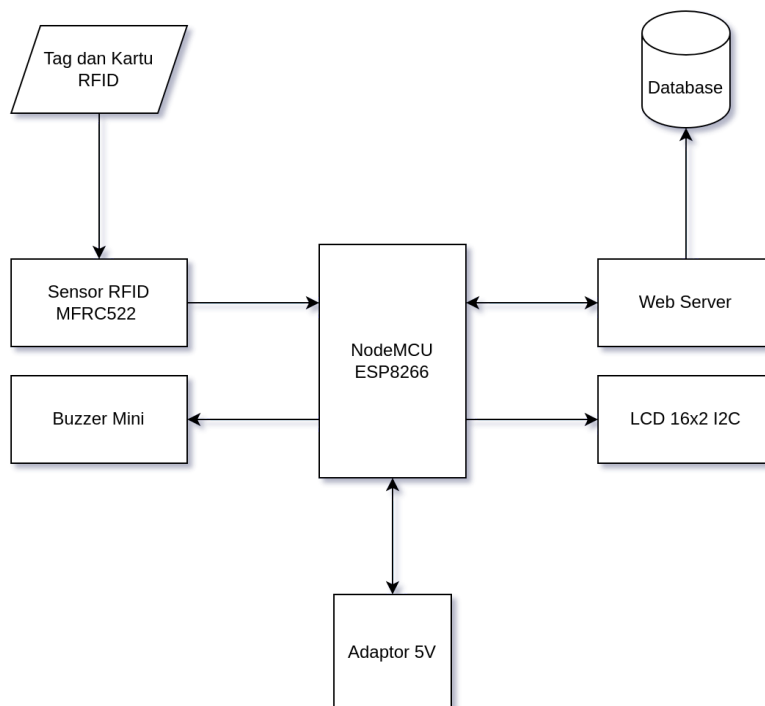 Tag dan Kartu
RFID
Database
Sensor RFID
MFRC522
NodeMCU
ESP8266
Web Server
Buzzer Mini
LCD 16x2 I2C
Adaptor 5V